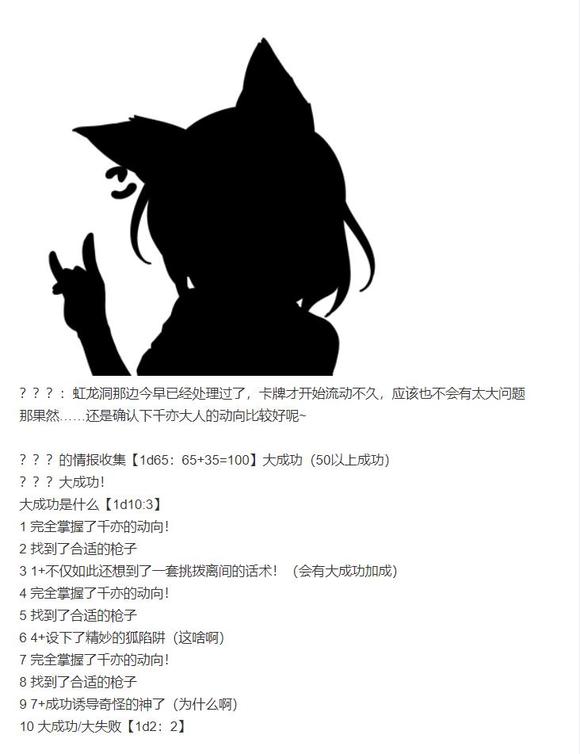 ？？？：虹龙洞那边今早已经处理过了，卡牌才开始流动不久，应该也不会有太大问题
那果然……还是确认下千亦大人的动向比较好呢~
？？？的情报收集【1d65：65+35=100】大成功（50以上成功）
？？？大成功！
大成功是什么【1d10:3】
1 完全掌握了千亦的动向！
2 找到了合适的枪子
3 1+不仅如此还想到了一套挑拨离间的话术！（会有大成功加成）
4 完全掌握了千亦的动向！
5 找到了合适的枪子
6 4+设下了精妙的狐陷阱（这啥啊）
7 完全掌握了千亦的动向！
8 找到了合适的枪子
9 7+成功诱导奇怪的神了（为什么啊）
10 大成功/大失败【1d2：2】